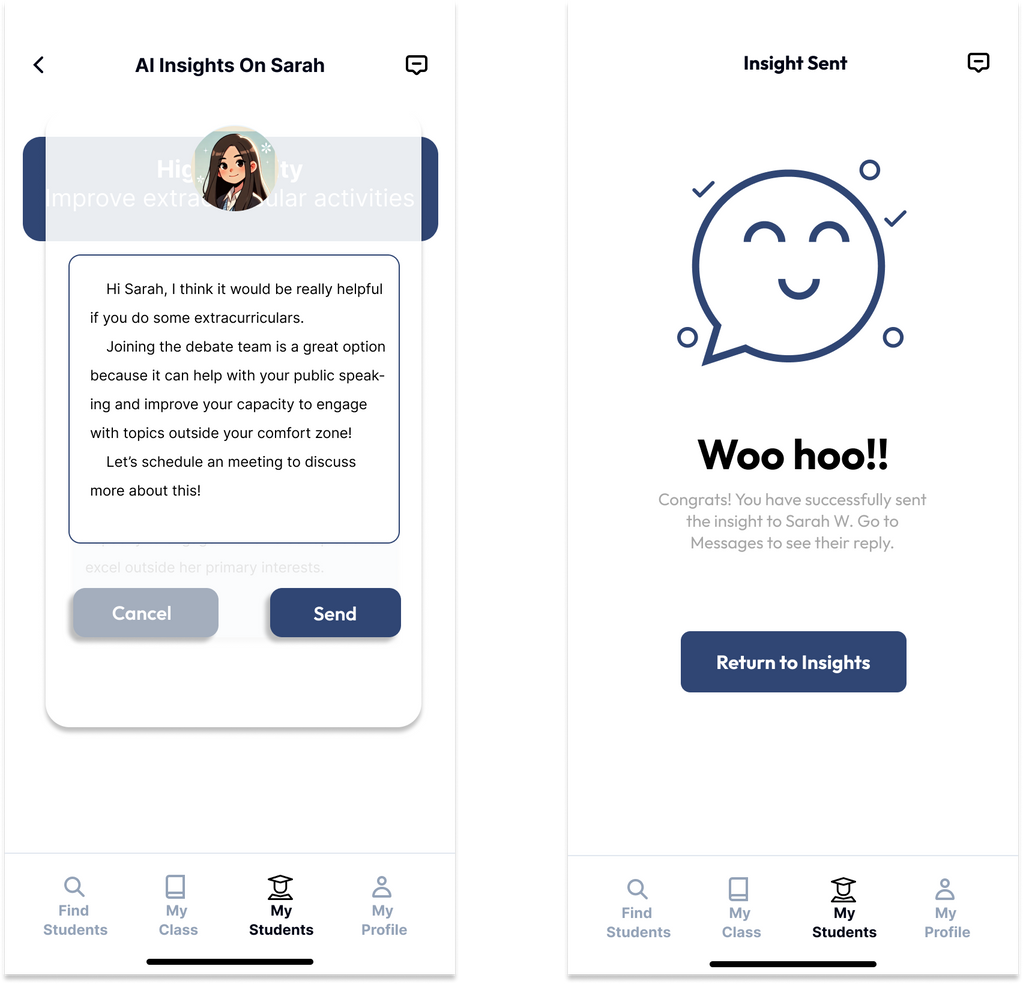 AI Insights On Sarah
Improve extra ular activities
Hi Sarah, I think it would be really helpful
if you do some extracurriculars.
Joining the debate team is a great option
because it can help with your public speak-
ing and improve your capacity to engage
with topics outside your comfort zone!
Let's schedule an meeting to discuss
more about this!
excel outside her primary interests.
Cancel
Send
Find
Students
My
Class
My
Students
My
Profile
Insight Sent
Woo hoo!!
Congrats! You have successfully sent
the insight to Sarah W. Go to
Messages to see their reply.
Return to Insights
Find
Students
My
Class
My
Students
My
Profile